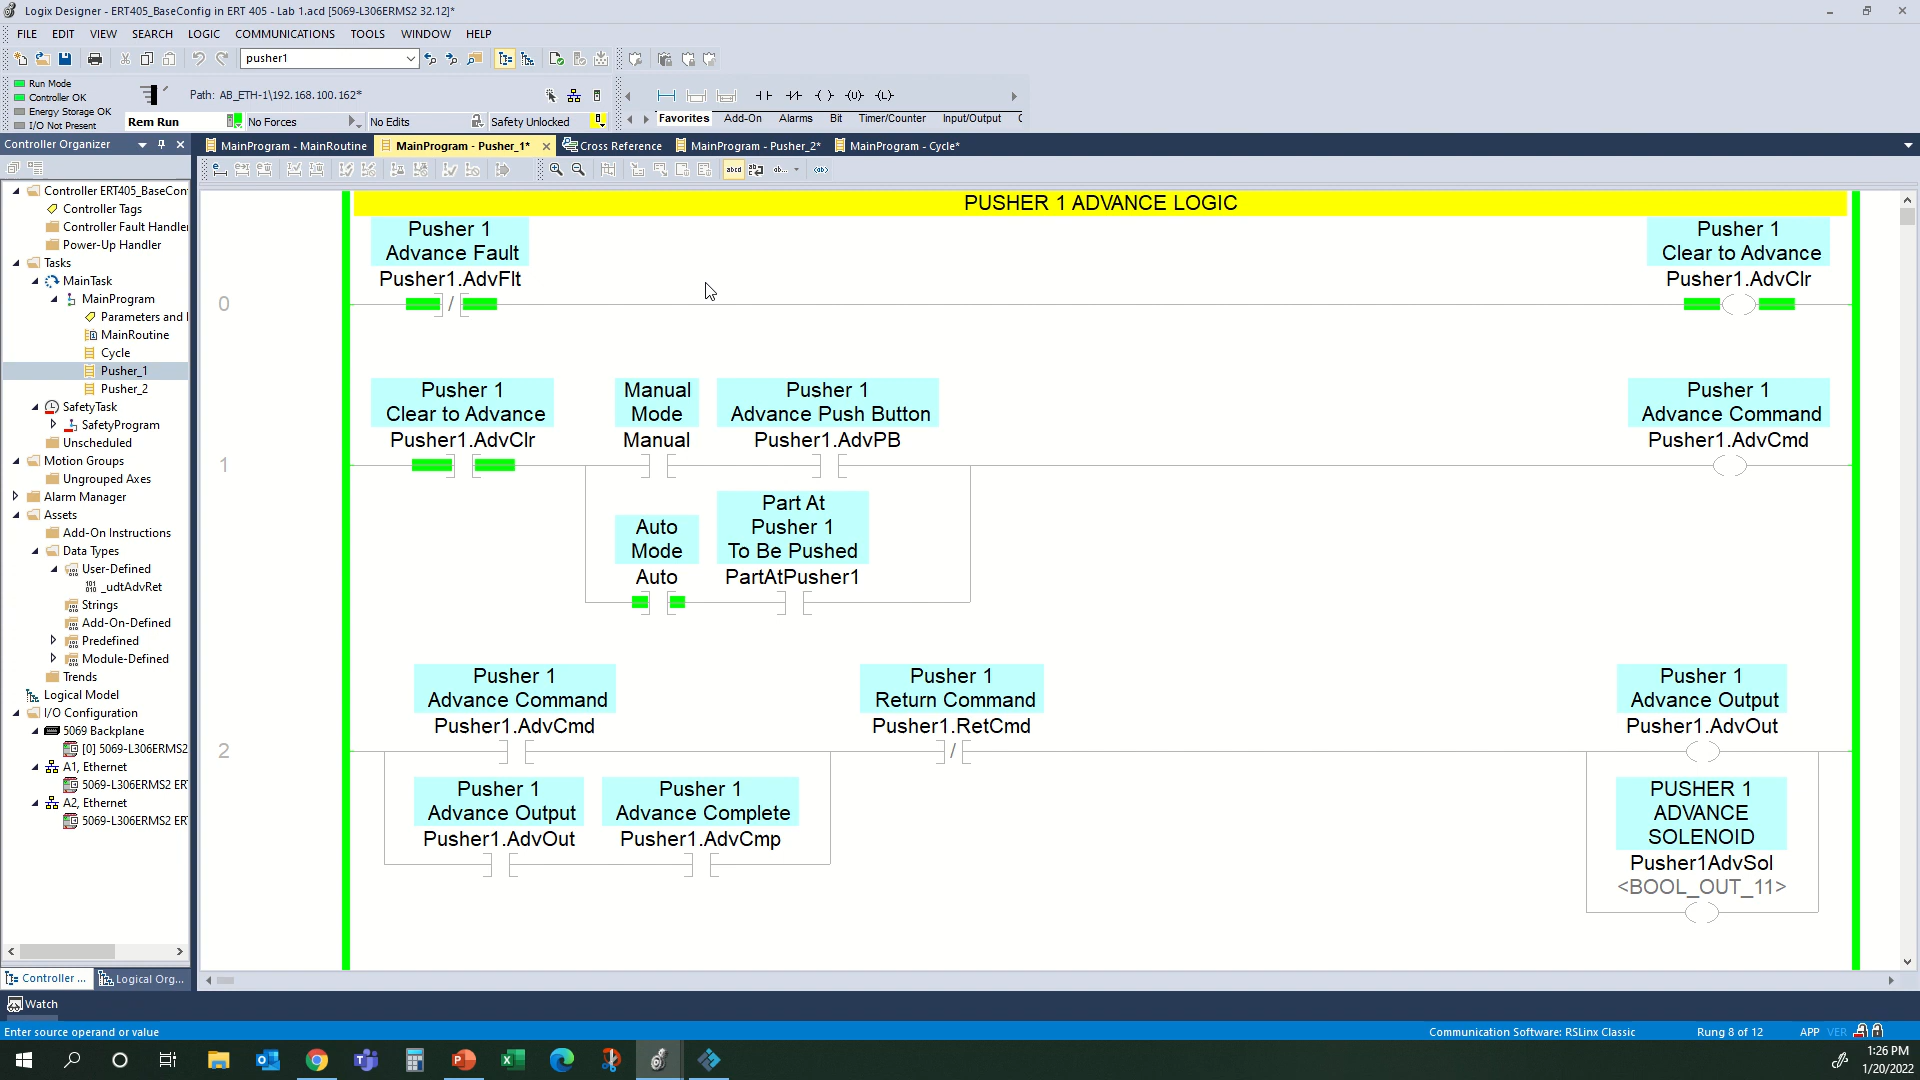 Logix Designer - ERT405_BaseConfig in ERT 405 - Lab 1.acd [5069-L306ERMS2 32.12]*
FILE EDIT VIEW SEARCH LOGIC COMMUNICATIONS TOOLS WINDOW HELP
pusher1
Run Mode
Controller OK
Energy Storage OK
I/O Not Present
Path: AB_ETH-1\192.168.100.162*
Rem Run No Forces No Edits Safety Unlocked
Favorites Add-On Alarms Bit Timer/Counter Input/Output
Controller Organizer
MainProgram - MainRoutine MainProgram - Pusher_1* Cross Reference MainProgram - Pusher_2* MainProgram - Cycle*
Controller ERT405_BaseConf
Controller Tags
Controller Fault Handler
Power-Up Handler
Tasks
MainTask
MainProgram
Parameters and
MainRoutine
Cycle
Pusher_1
Pusher_2
SafetyTask
SafetyProgram
Unscheduled
Motion Groups
Ungrouped Axes
Alarm Manager
Assets
Add-On Instructions
Data Types
User-Defined
_udtAdvRet
Strings
Add-On-Defined
Predefined
Module-Defined
Trends
Logical Model
I/O Configuration
5069 Backplane
[0] 5069-L306ERMS2
A1, Ethernet
5069-L306ERMS2 ER
A2, Ethernet
5069-L306ERMS2 ER
Controller ... Logical Org...
PUSHER 1 ADVANCE LOGIC
Pusher 1
Advance Fault
Pusher1.AdvFlt
Pusher 1
Clear to Advance
Pusher1.AdvClr
0
Pusher 1
Clear to Advance
Pusher1.AdvClr
Manual
Mode
Manual
Pusher 1
Advance Push Button
Pusher1.AdvPB
Pusher 1
Advance Command
Pusher1.AdvCmd
1
Auto
Mode
Auto
Part At
Pusher 1
To Be Pushed
PartAtPusher1
Pusher 1
Advance Command
Pusher1.AdvCmd
Pusher 1
Return Command
Pusher1.RetCmd
Pusher 1
Advance Output
Pusher1.AdvOut
2
Pusher 1
Advance Output
Pusher1.AdvOut
Pusher 1
Advance Complete
Pusher1.AdvCmp
PUSHER 1
ADVANCE
SOLENOID
Pusher1AdvSol
<BOOL_OUT_11>
Watch
Enter source operand or value Communication Software: RSLinx Classic Rung 8 of 12 APP VER
1:26 PM
1/20/2022